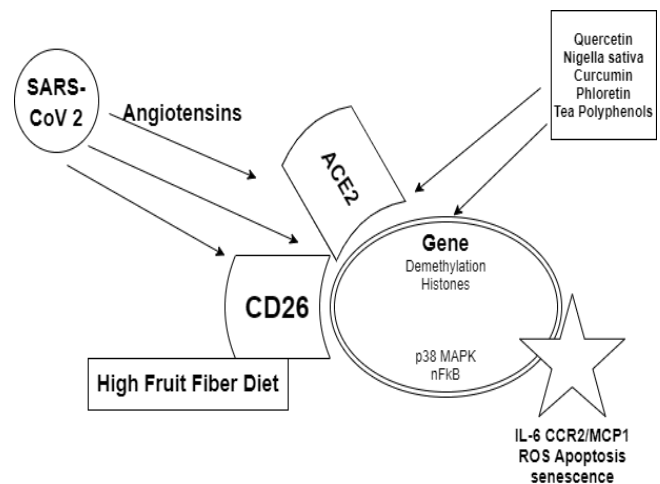 SARS-
CoV 2
Angiotensins
Quercetin
Nigella sativa
Curcumin
Phloretin
Tea Polyphenols
ACE2
Gene
Demethylation
Histones
CD26
p38 MAPK
nFkB
High Fruit Fiber Diet
IL-6 CCR2/MCP1
ROS Apoptosis
senescence